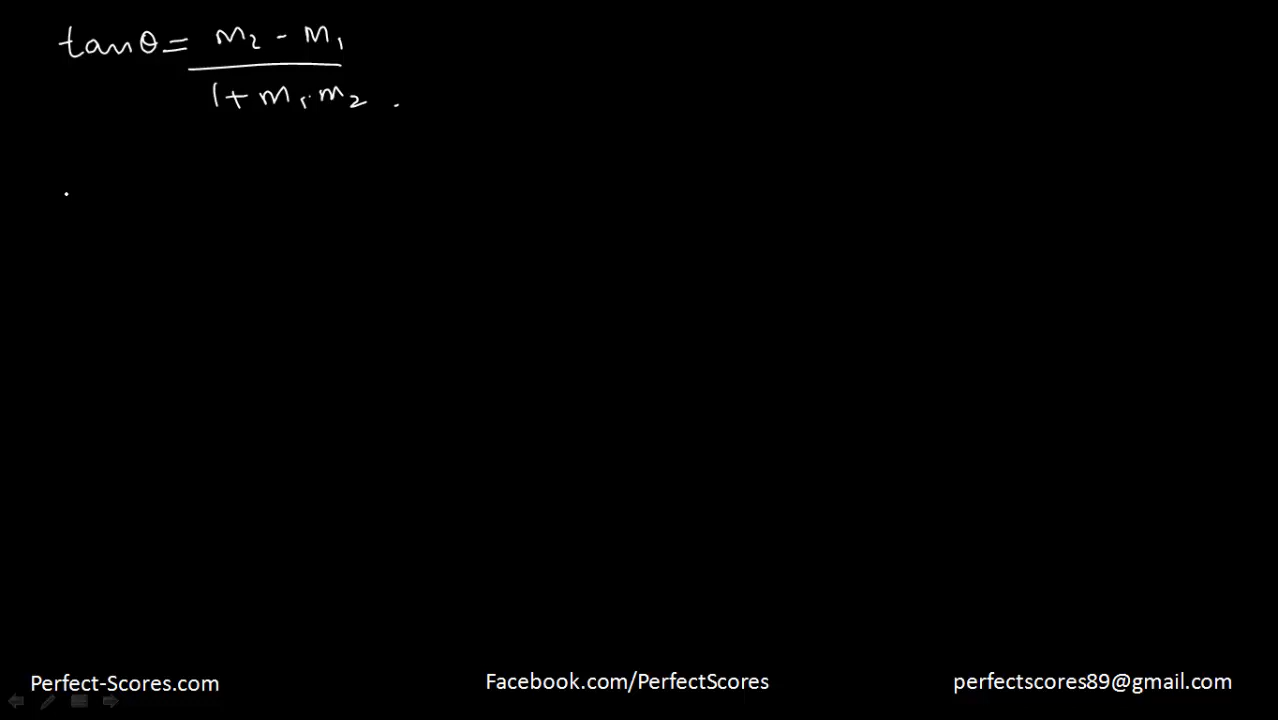 tanθ = m₂ - m₁
1 + m₁.m₂ .
Perfect-Scores.com
Facebook.com/PerfectScores
perfectscores89@gmail.com